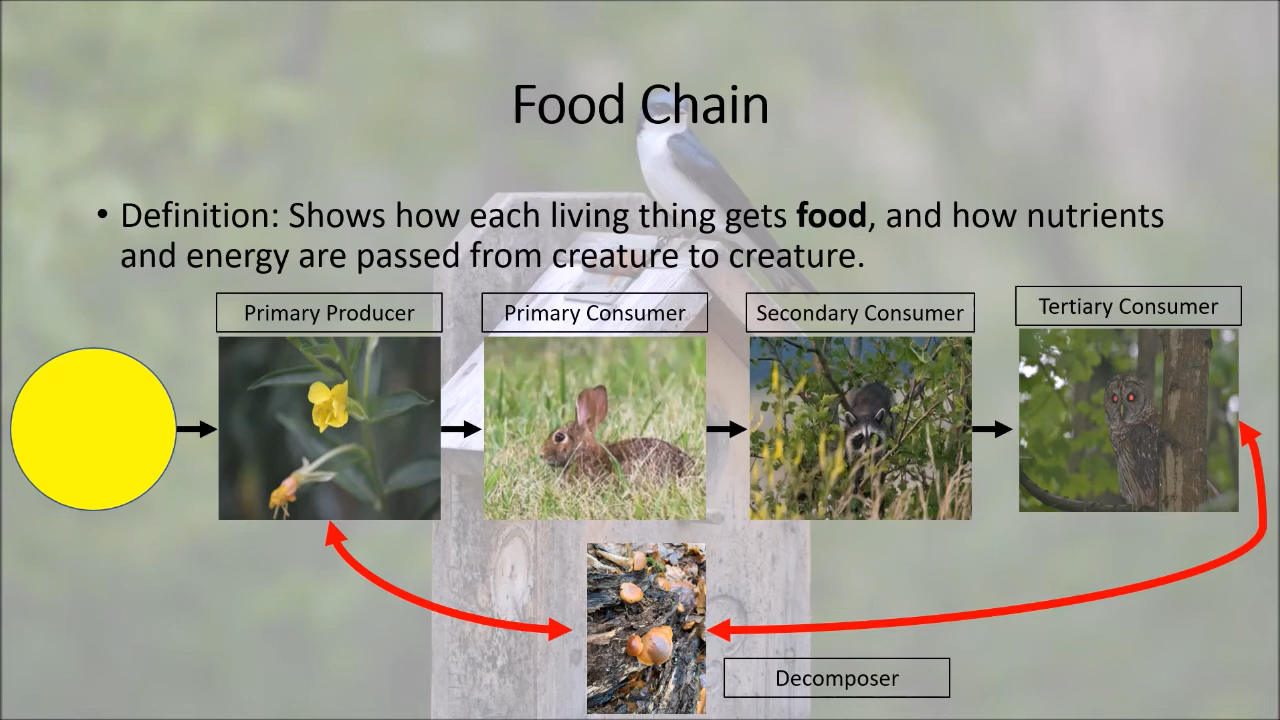 Food Chain
• Definition: Shows how each living thing gets food, and how nutrients
and energy are passed from creature to creature.
Primary Producer
Primary Consumer
Secondary Consumer
Tertiary Consumer
Decomposer